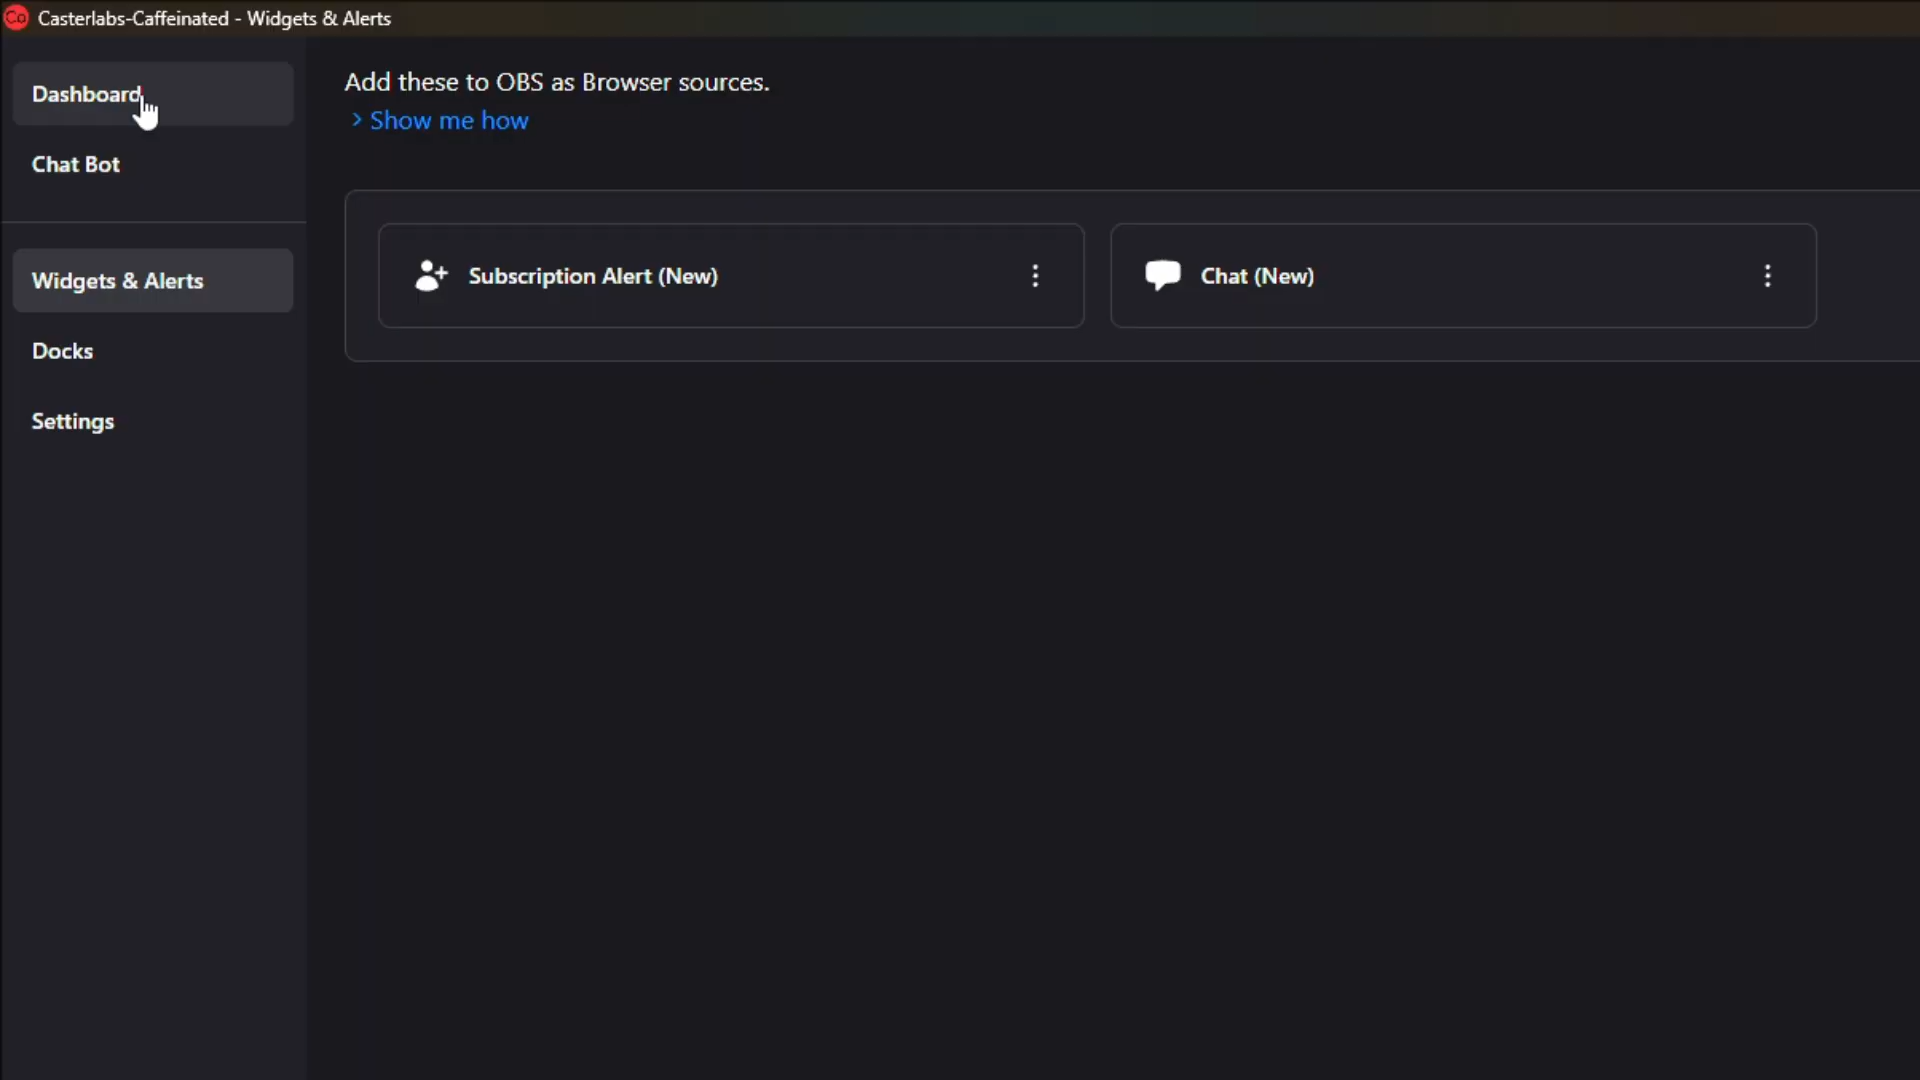 Co Casterlabs-Caffeinated - Widgets & Alerts
Dashboard
Chat Bot
Widgets & Alerts
Docks
Settings
Add these to OBS as Browser sources.
> Show me how
Subscription Alert (New)
Chat (New)